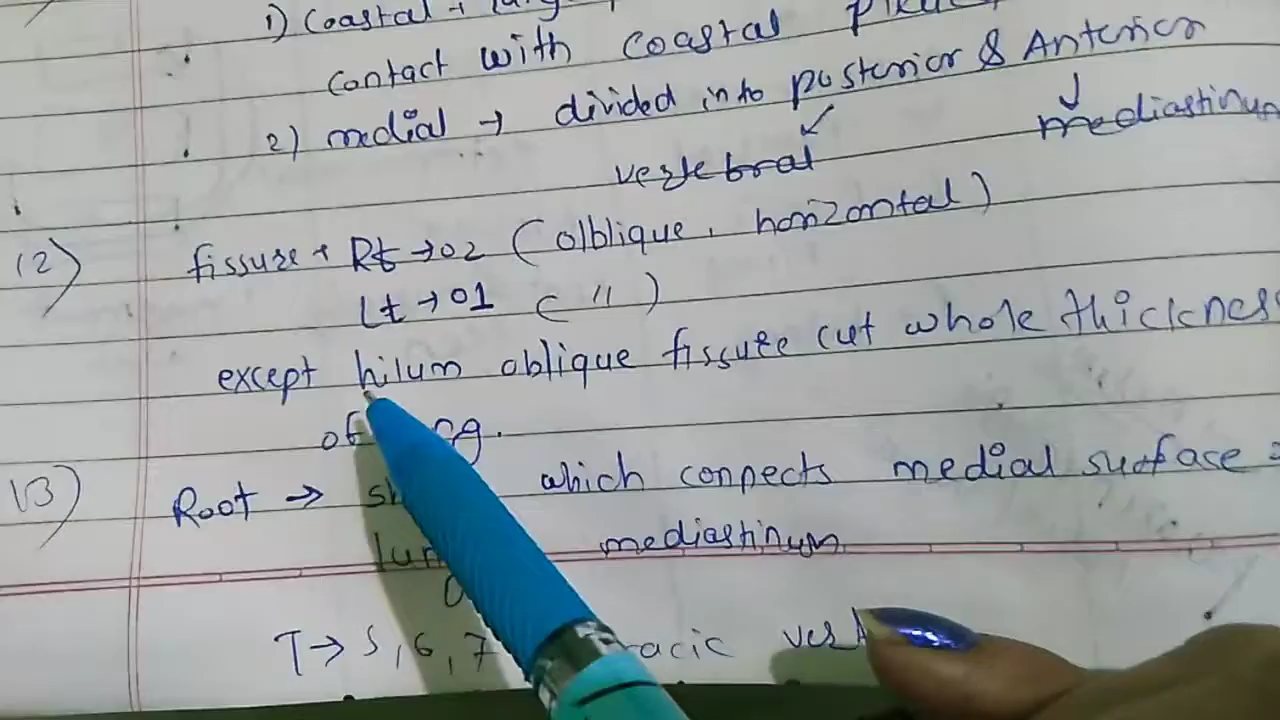 1) Coastal →
contact with coastal
2) medial → divided into posterior & Anterior
vertebral mediastinum
12) fissure → Rt → 02 (olblique, horizontal)
Lt → 01 ( " )
except hilum oblique fissure cut whole thickness
of
13) Root → which connects medial surface =
mediastinum
T → 5, 6, 7